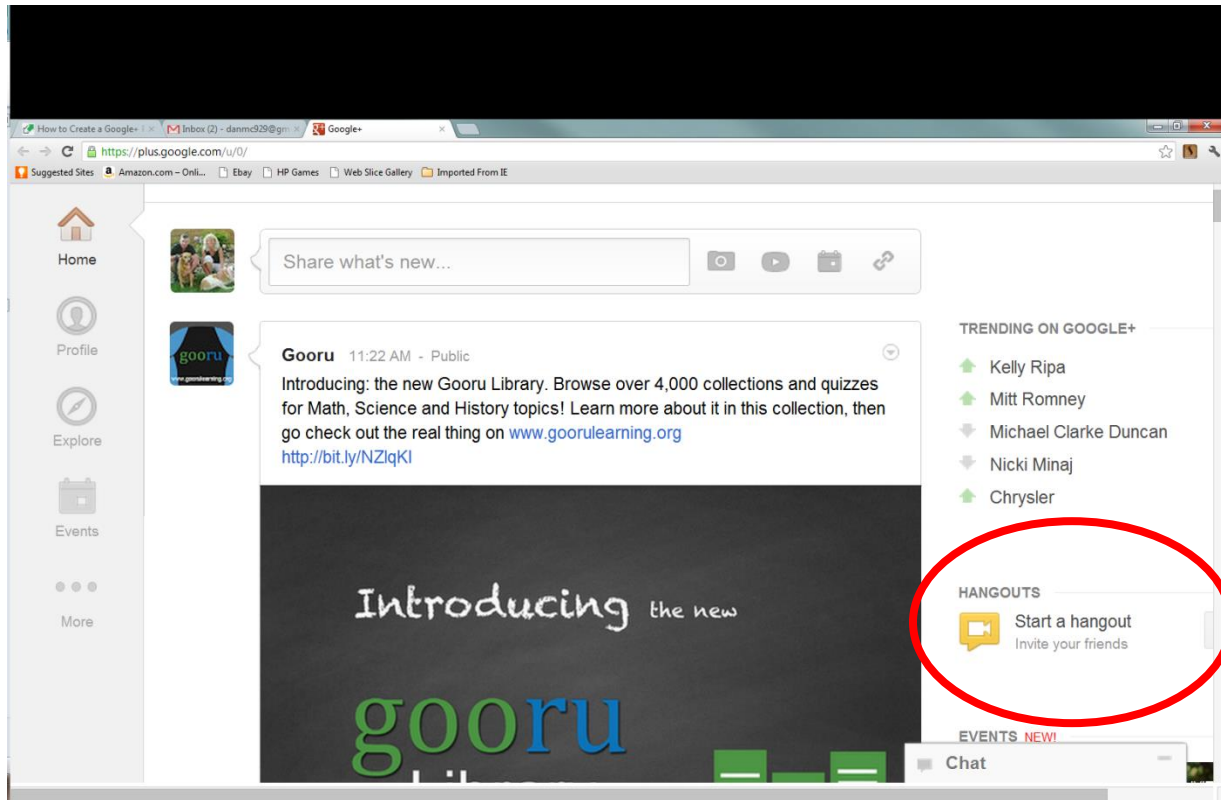 How to Create a Google+
Inbox (2) - danmc929@gm
Google+
https://plus.google.com/u/0/
Suggested Sites
Amazon.com – Onli...
Ebay
HP Games
Web Slice Gallery
Imported From IE
Home
Profile
Explore
Events
More
Share what's new...
gooru
www.goorulearning.org
Gooru 11:22 AM - Public
Introducing: the new Gooru Library. Browse over 4,000 collections and quizzes
for Math, Science and History topics! Learn more about it in this collection, then
go check out the real thing on www.goorulearning.org
http://bit.ly/NZlqKI
Introducing the new
gooru
Library
TRENDING ON GOOGLE+
Kelly Ripa
Mitt Romney
Michael Clarke Duncan
Nicki Minaj
Chrysler
HANGOUTS
Start a hangout
Invite your friends
EVENTS NEW!
Chat